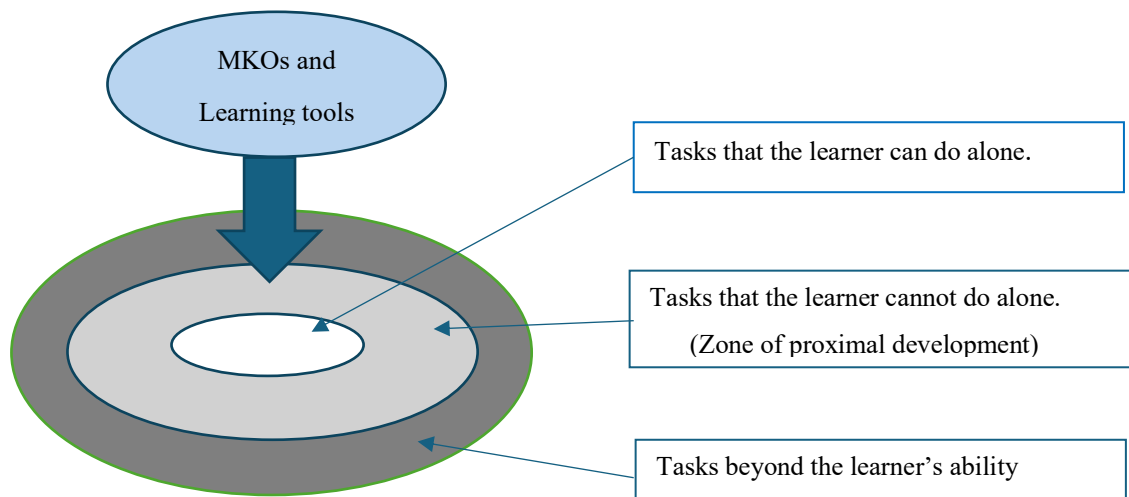 MKOs and
Learning tools
Tasks that the learner can do alone.
Tasks that the learner cannot do alone.
(Zone of proximal development)
Tasks beyond the learner’s ability